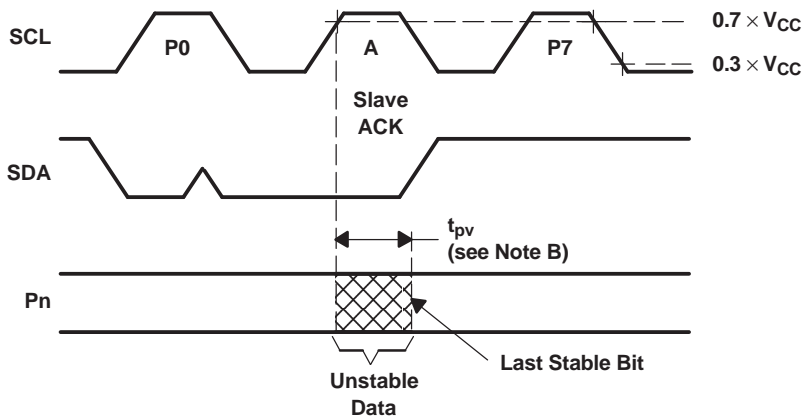 SCL
P0
A
P7
0.7 × VCC
0.3 × VCC
Slave
ACK
SDA
tpv
(see Note B)
Pn
Last Stable Bit
Unstable
Data